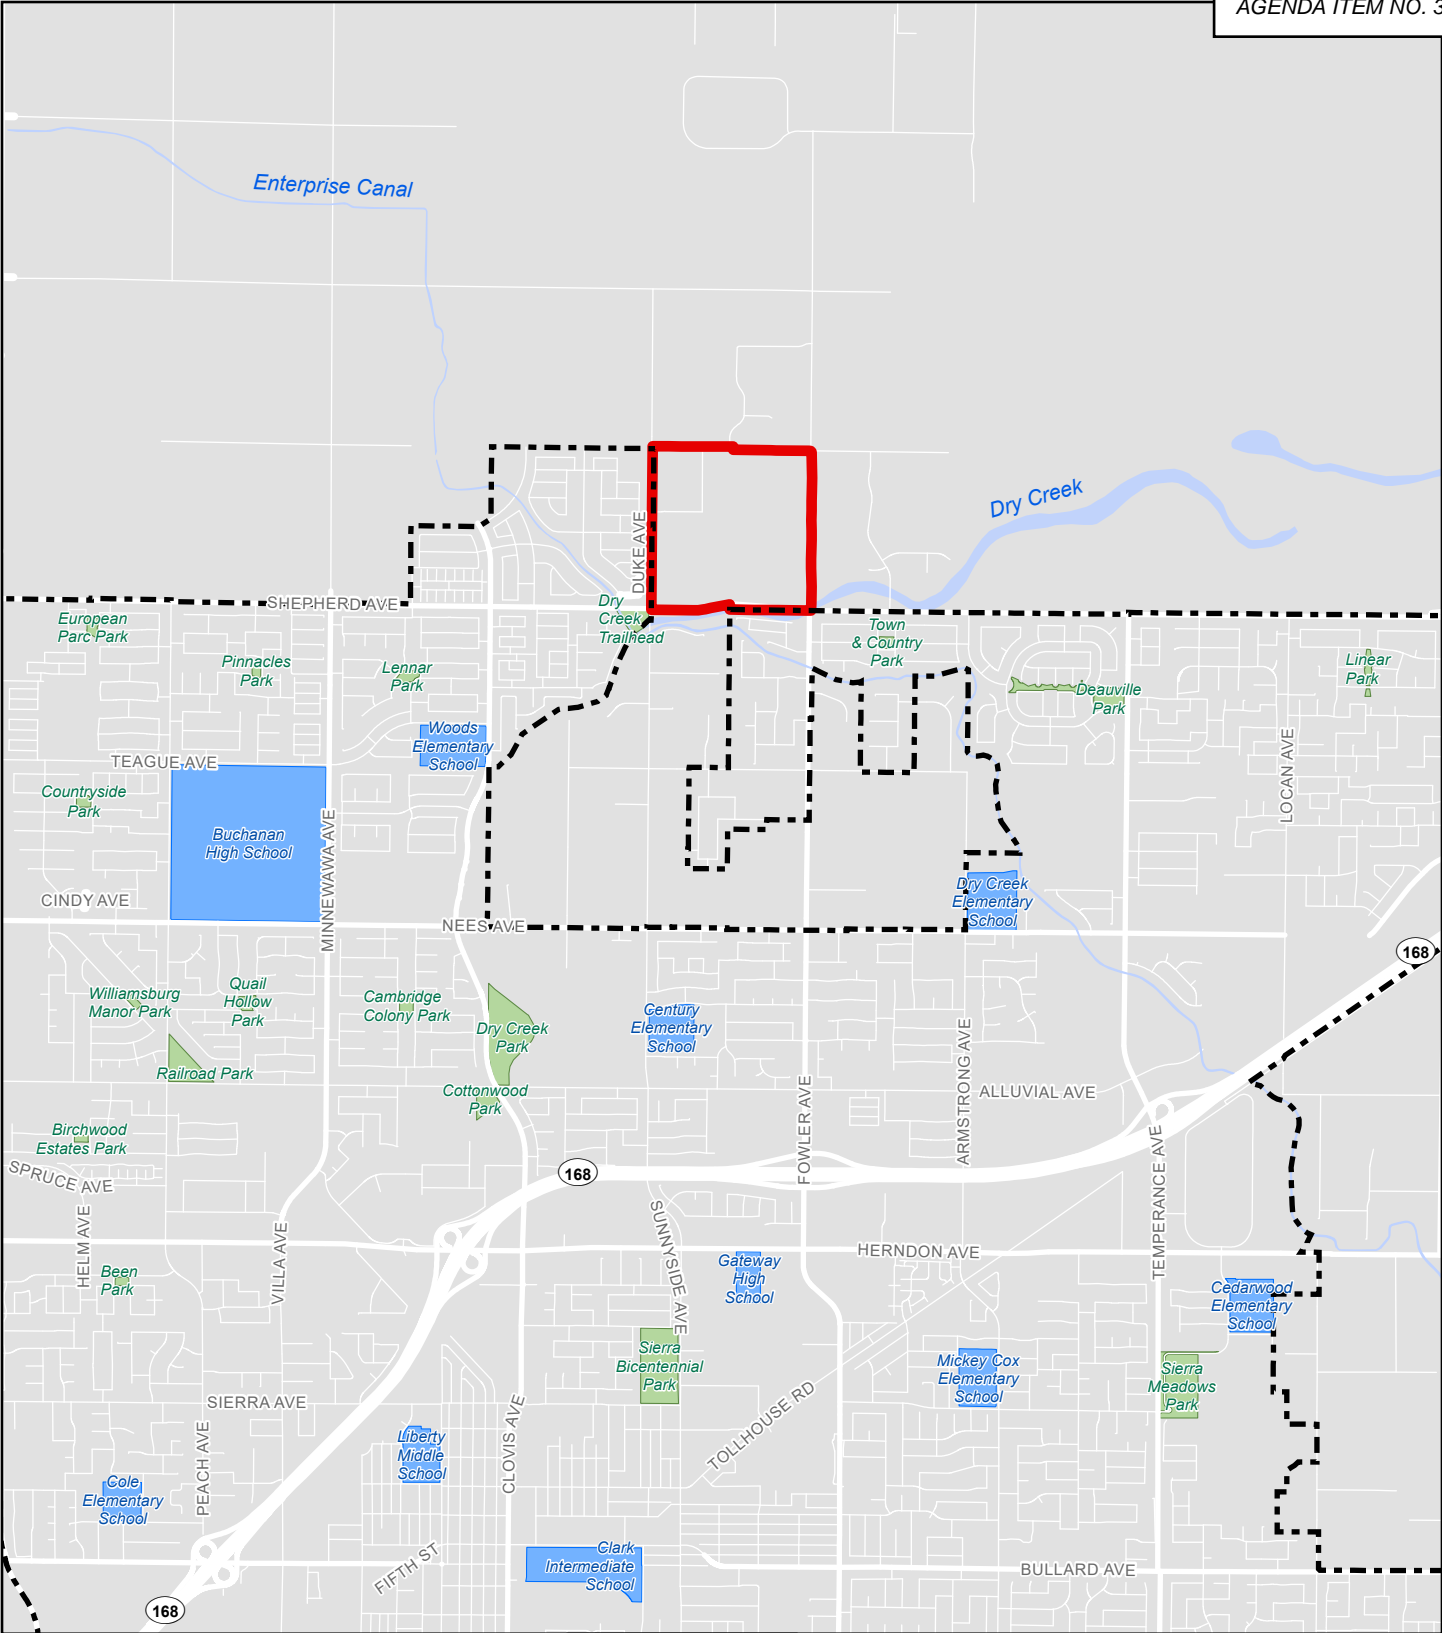 AGENDA ITEM NO. 3
Enterprise Canal
Dry Creek
DUKE AVE
SHEPHERD AVE
Dry
Creek
Trailhead
European
Parc Park
Pinnacles
Park
Lennar
Park
Town
& Country
Park
Linear
Park
Deauville
Park
Woods
Elementary
School
TEAGUE AVE
Countryside
Park
Buchanan
High School
MINNEWAWA AVE
LOCAN AVE
CINDY AVE
NEES AVE
Dry Creek
Elementary
School
168
Williamsburg
Manor Park
Quail
Hollow
Park
Cambridge
Colony Park
Dry Creek
Park
Century
Elementary
School
Railroad Park
Cottonwood
Park
ALLUVIAL AVE
ARMSTRONG AVE
FOWLER AVE
Birchwood
Estates Park
SPRUCE AVE
168
TEMPERANCE AVE
HELM AVE
VILLA AVE
SUNNYSIDE AVE
HERNDON AVE
Been
Park
Gateway
High
School
Cedarwood
Elementary
School
Sierra
Bicentennial
Park
Mickey Cox
Elementary
School
Sierra
Meadows
Park
SIERRA AVE
TOLLHOUSE RD
PEACH AVE
CLOVIS AVE
Liberty
Middle
School
Cole
Elementary
School
FIFTH ST
Clark
Intermediate
School
BULLARD AVE
168